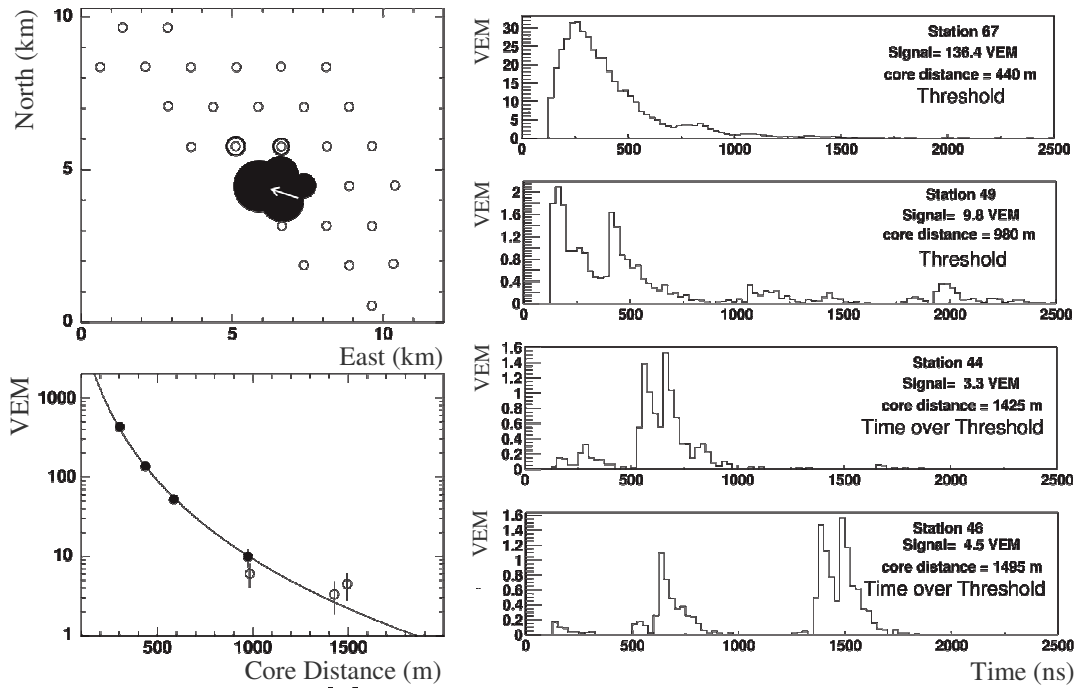 North (km)
10
5
0
0 5 10
East (km)
VEM
1000
100
10
1
500 1000 1500
Core Distance (m)
VEM
30
25
20
15
10
5
0
Station 67
Signal= 136.4 VEM
core distance = 440 m
Threshold
0 500 1000 1500 2000 2500
VEM
2
1.6
1.2
0.8
0.4
0
Station 49
Signal= 9.8 VEM
core distance = 980 m
Threshold
0 500 1000 1500 2000 2500
VEM
1.6
1.4
1.2
1
0.8
0.6
0.4
0.2
0
Station 44
Signal= 3.3 VEM
core distance = 1425 m
Time over Threshold
0 500 1000 1500 2000 2500
VEM
1.6
1.4
1.2
1
0.8
0.6
0.4
0.2
0
Station 46
Signal= 4.5 VEM
core distance = 1495 m
Time over Threshold
0 500 1000 1500 2000 2500
Time (ns)